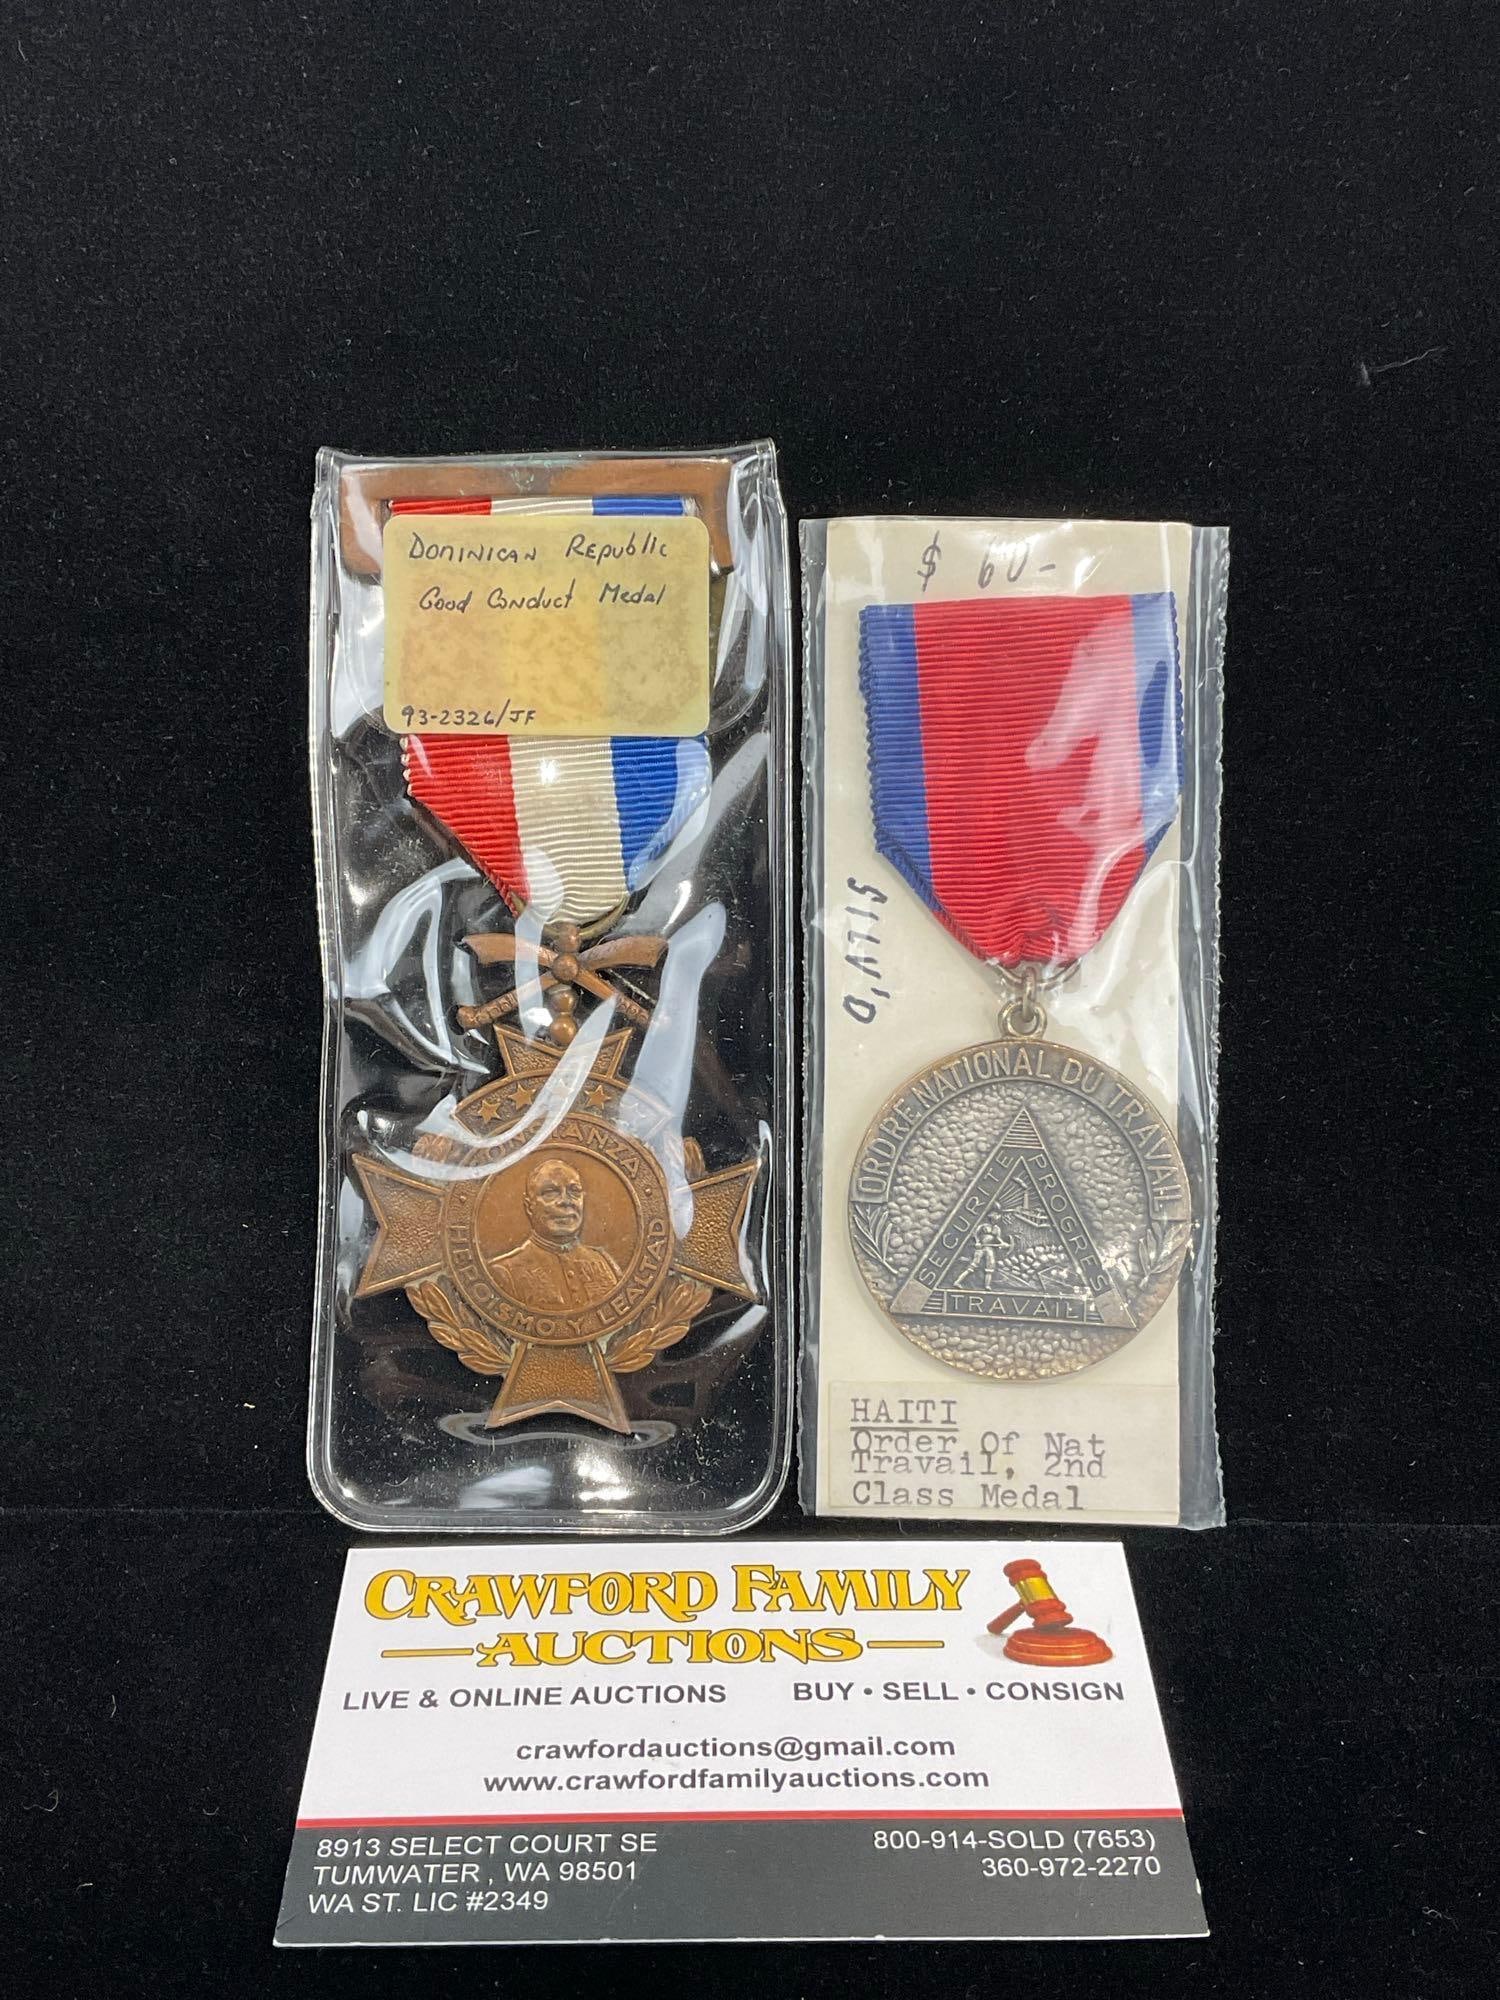 DOMINICAN REPUBLIC
Good Conduct Medal
93-2326/JF
HEROISMO Y LEALTAD
$ 60-
ORDRE NATIONAL DU TRAVAIL
SECURITE
PROGRES
TRAVAIL
HAITI
Order Of Nat
Travail, 2nd
Class Medal
CRAWFORD FAMILY
AUCTIONS
LIVE & ONLINE AUCTIONS
BUY • SELL • CONSIGN
crawfordauctions@gmail.com
www.crawfordfamilyauctions.com
8913 SELECT COURT SE
TUMWATER , WA 98501
WA ST. LIC #2349
800-914-SOLD (7653)
360-972-2270